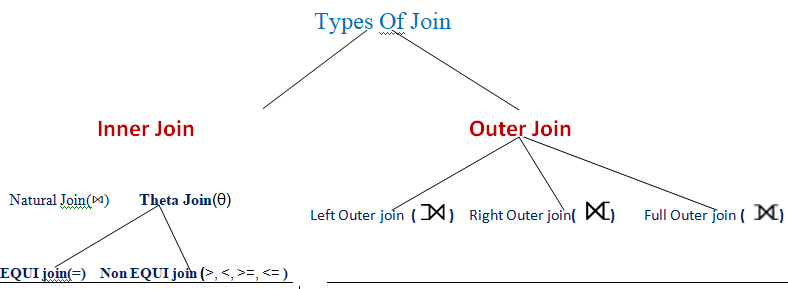 Types Of Join
Inner Join
Outer Join
Natural Join(⋈)
Theta Join(θ)
Left Outer join ( ⟕ )
Right Outer join( ⟖ )
Full Outer join ( ⟗ )
EQUI join(=)
Non EQUI join (>, <, >=, <= )